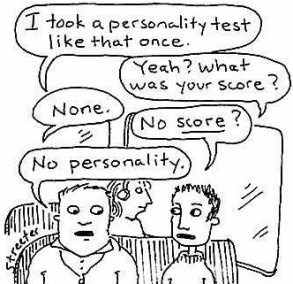 I took a personality test
like that once.
Yeah? What
was your score?
None.
No score?
No personality.
Streeter